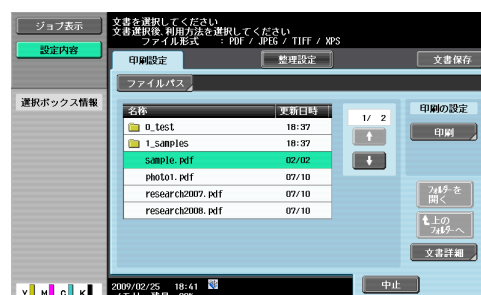 ジョブ表示
設定内容
文書を選択してください
文書選択後、利用方法を選択してください
ファイル形式 : PDF / JPEG / TIFF / XPS
印刷設定
整理設定
文書保存
ファイルパス
選択ボックス情報
名称 更新日時
0_test 18:37
1_samples 18:37
sample.pdf 02/02
photo1.pdf 07/10
research2007.pdf 07/10
research2008.pdf 07/10
1/ 2
印刷の設定
印刷
フォルダーを
開く
上の
フォルダーへ
文書詳細
2009/02/25 18:41
中止
Y M C K